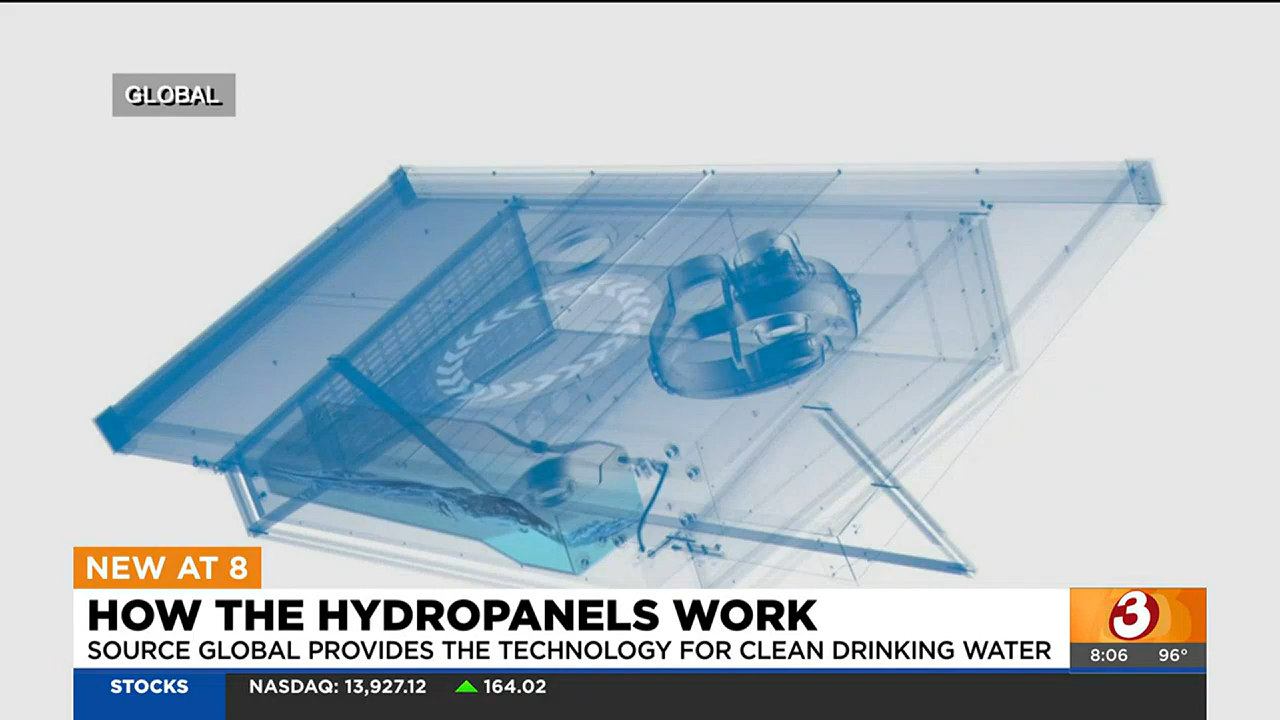 GLOBAL
NEW AT 8
HOW THE HYDROPANELS WORK
SOURCE GLOBAL PROVIDES THE TECHNOLOGY FOR CLEAN DRINKING WATER
3
8:06 96°
STOCKS NASDAQ: 13,927.12 164.02